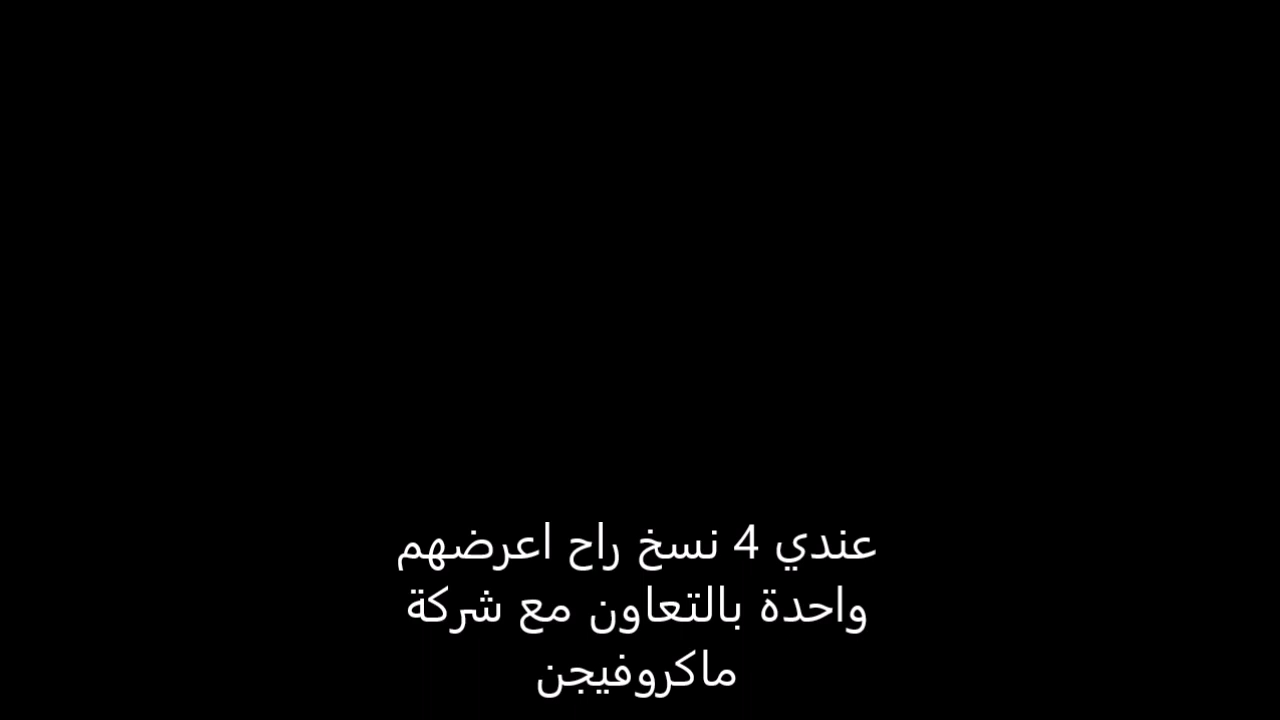 عندي 4 نسخ راح اعرضهم
واحدة بالتعاون مع شركة
ماكروفيجن